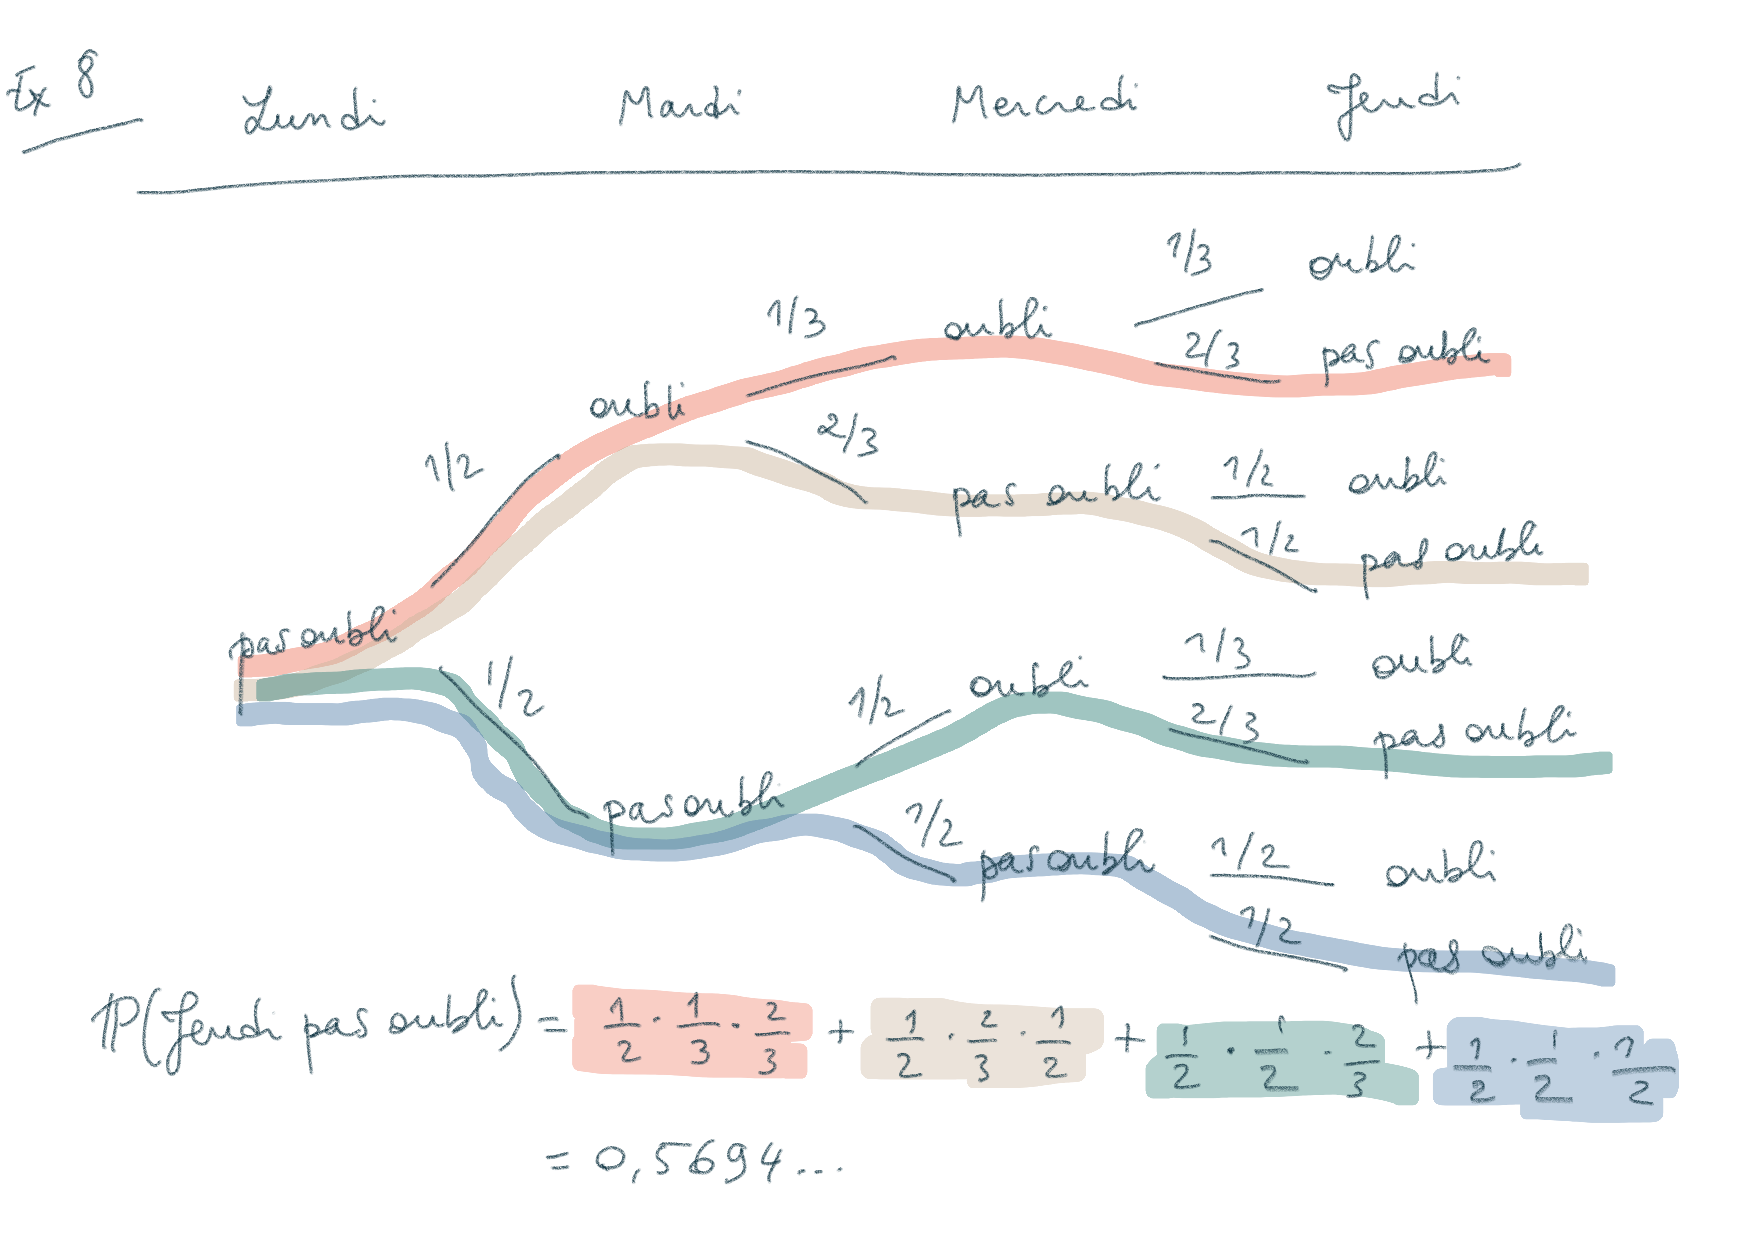 Ex 8
Lundi Mardi Mercredi Jeudi
1/3 oubli
1/3 oubli 2/3 pas oubli
oubli
1/2 2/3 pas oubli 1/2 oubli
1/2 pas oubli
pas oubli
1/2 1/2 oubli 1/3 oubli
2/3 pas oubli
pas oubli
1/2 pas oubli 1/2 oubli
1/2 pas oubli
ℙ(Jeudi pas oubli) = 1/2 · 1/3 · 2/3 + 1/2 · 2/3 · 1/2 + 1/2 · 1/2 · 2/3 + 1/2 · 1/2 · 1/2
= 0,5694...